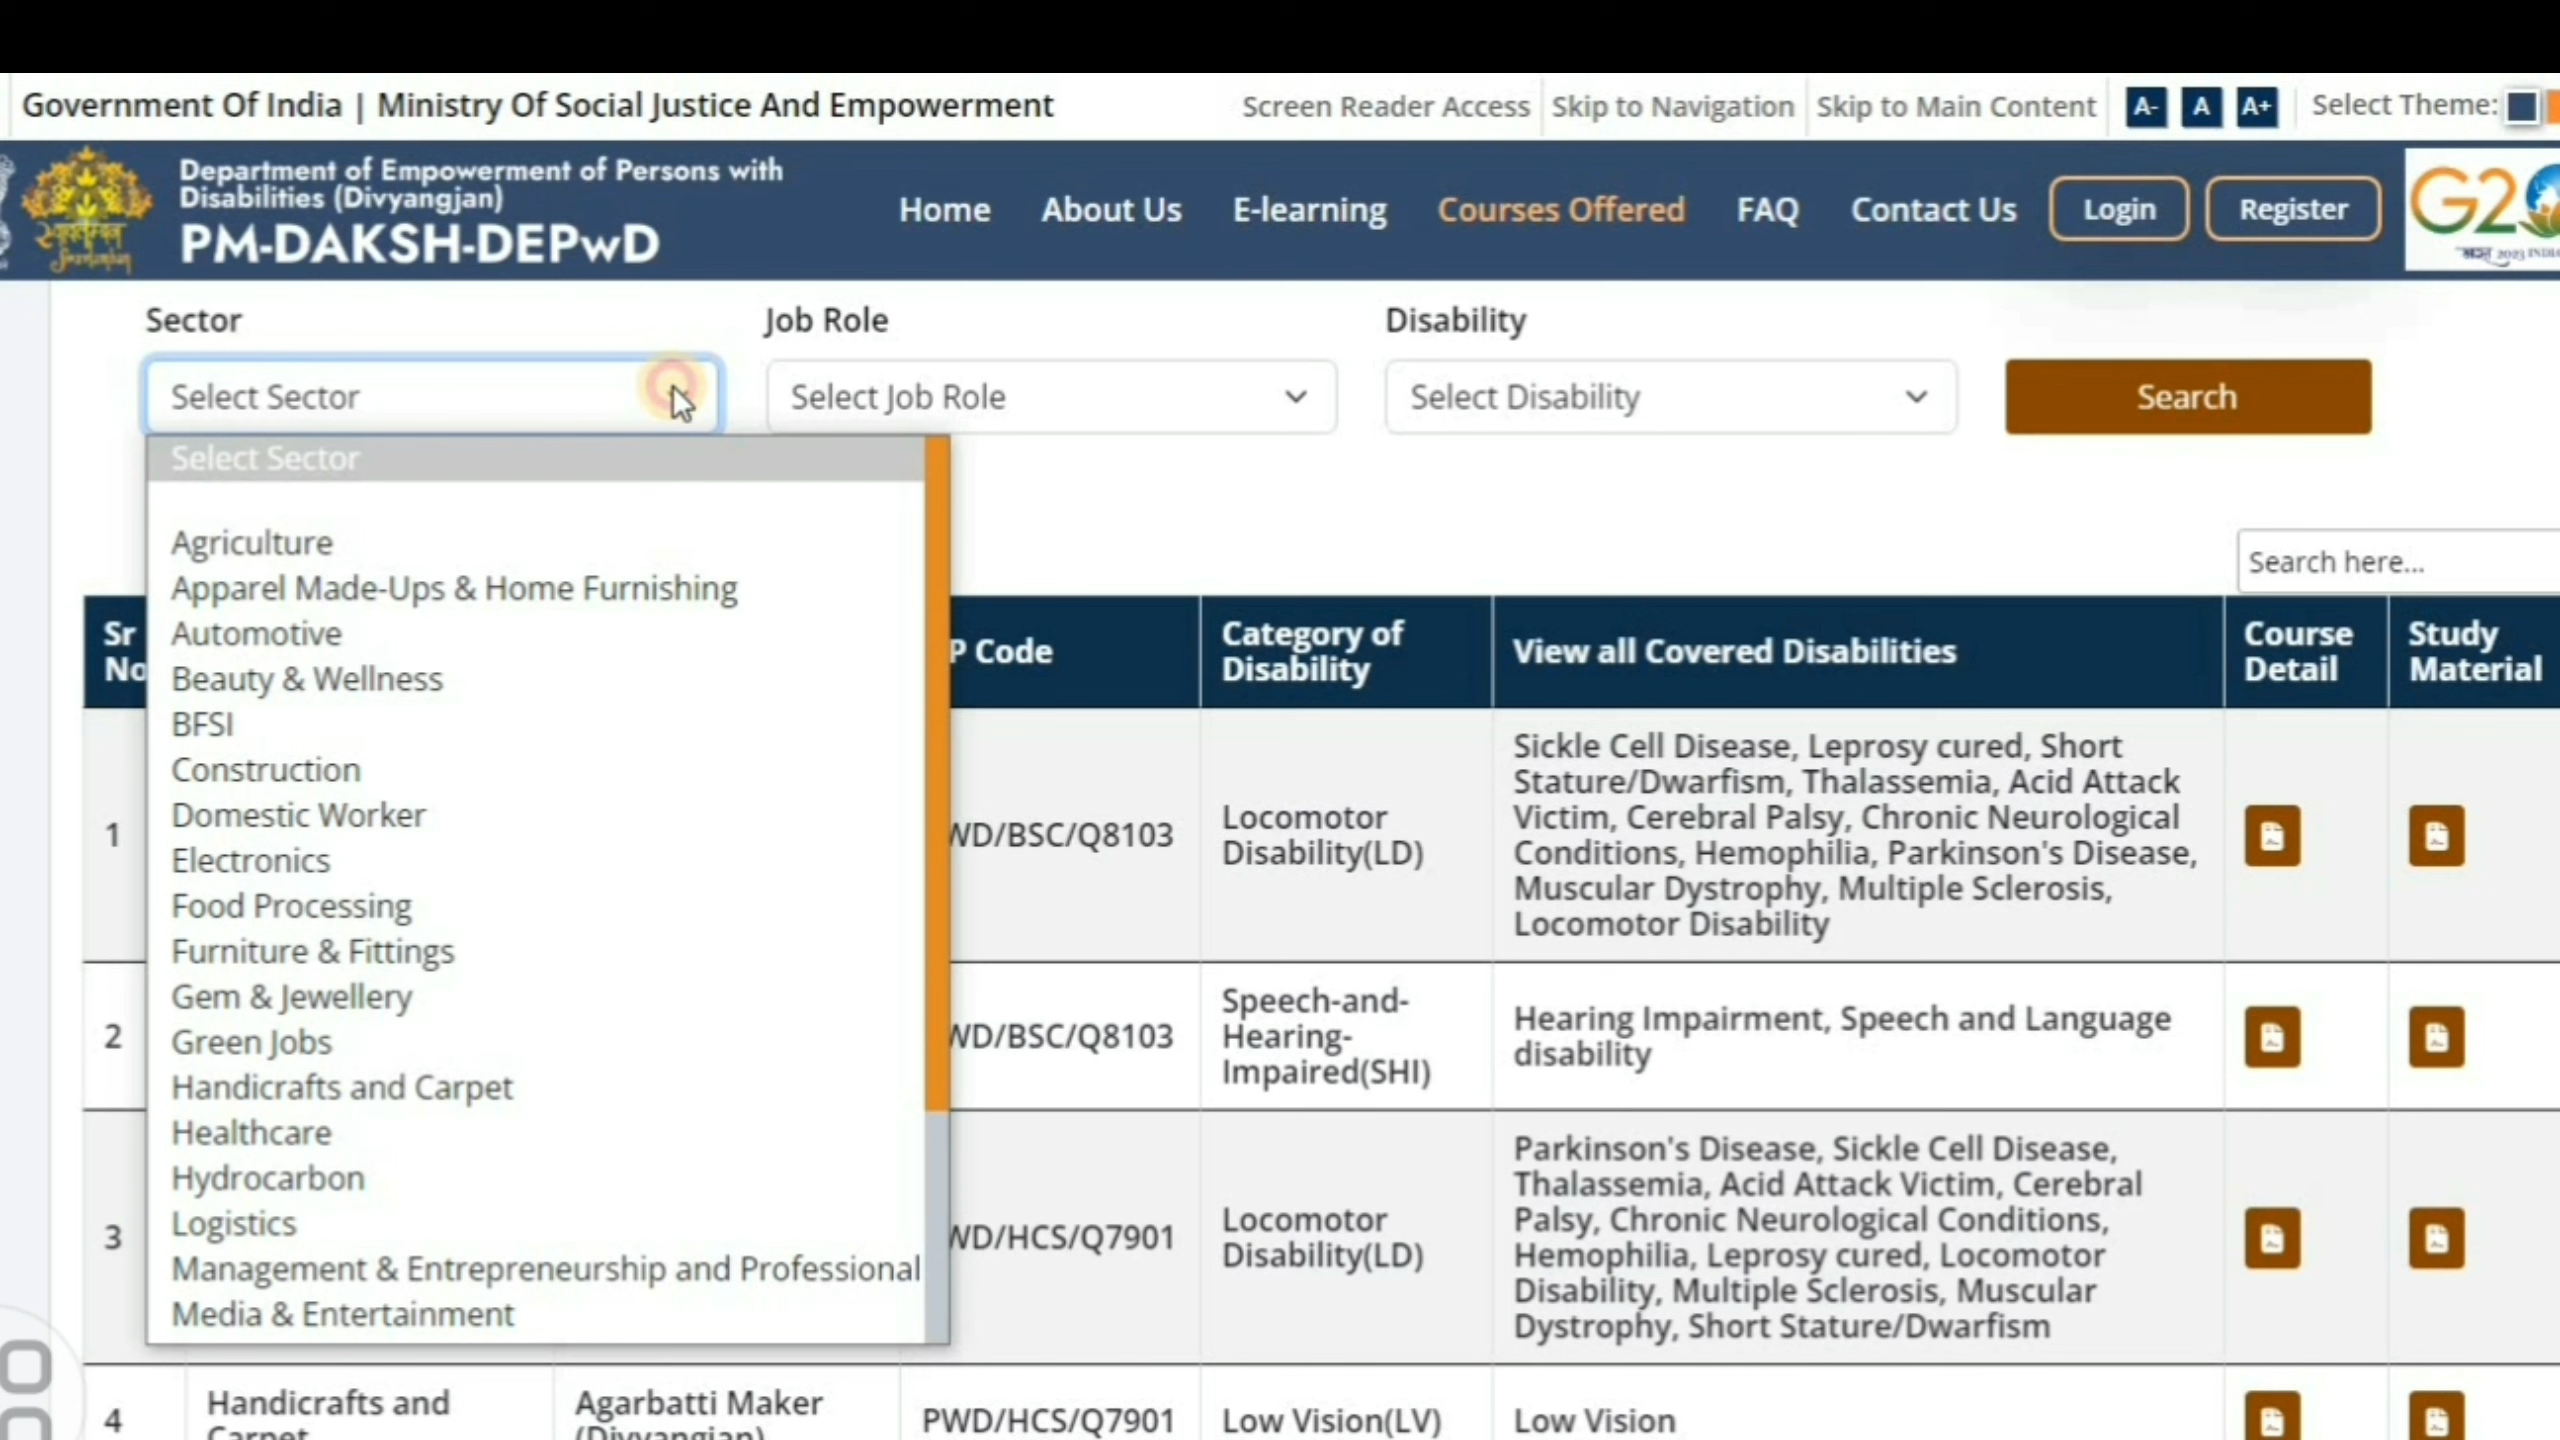 Government Of India | Ministry Of Social Justice And Empowerment
Screen Reader Access
Skip to Navigation
Skip to Main Content
A-
A
A+
Select Theme:
Department of Empowerment of Persons with
Disabilities (Divyangjan)
PM-DAKSH-DEPwD
Home
About Us
E-learning
Courses Offered
FAQ
Contact Us
Login
Register
G20
2023 INDIA
Sector
Job Role
Disability
Select Sector
Select Job Role
Select Disability
Search
Select Sector
Agriculture
Apparel Made-Ups & Home Furnishing
Automotive
Beauty & Wellness
BFSI
Construction
Domestic Worker
Electronics
Food Processing
Furniture & Fittings
Gem & Jewellery
Green Jobs
Handicrafts and Carpet
Healthcare
Hydrocarbon
Logistics
Management & Entrepreneurship and Professional
Media & Entertainment
Search here...
Sr
No
P Code
Category of
Disability
View all Covered Disabilities
Course
Detail
Study
Material
1
WD/BSC/Q8103
Locomotor
Disability(LD)
Sickle Cell Disease, Leprosy cured, Short
Stature/Dwarfism, Thalassemia, Acid Attack
Victim, Cerebral Palsy, Chronic Neurological
Conditions, Hemophilia, Parkinson's Disease,
Muscular Dystrophy, Multiple Sclerosis,
Locomotor Disability
2
WD/BSC/Q8103
Speech-and-
Hearing-
Impaired(SHI)
Hearing Impairment, Speech and Language
disability
3
WD/HCS/Q7901
Locomotor
Disability(LD)
Parkinson's Disease, Sickle Cell Disease,
Thalassemia, Acid Attack Victim, Cerebral
Palsy, Chronic Neurological Conditions,
Hemophilia, Leprosy cured, Locomotor
Disability, Multiple Sclerosis, Muscular
Dystrophy, Short Stature/Dwarfism
4
Handicrafts and
Carpet
Agarbatti Maker
(Divyangjan)
PWD/HCS/Q7901
Low Vision(LV)
Low Vision